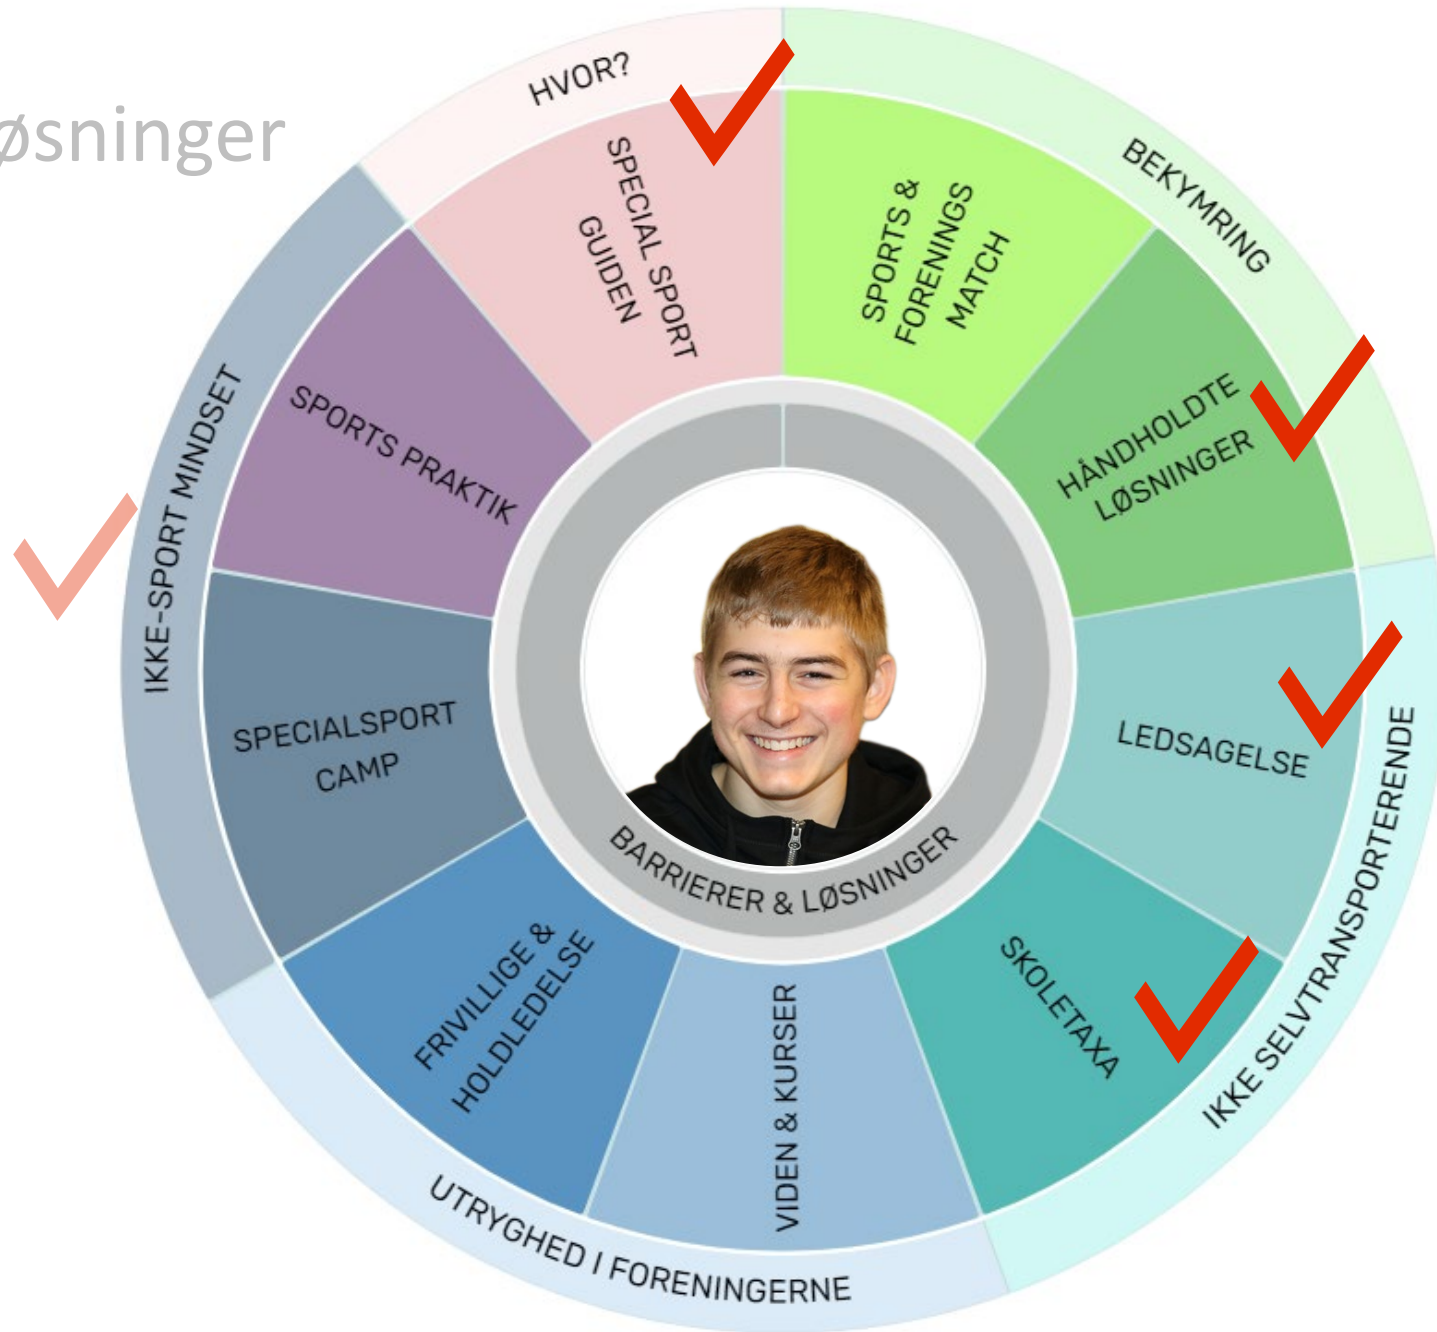 øsninger
HVOR?
SPECIAL SPORT
GUIDEN
BEKYMRING
SPORTS &
FORENINGS
MATCH
HÅNDHOLDTE
LØSNINGER
IKKE SELVTRANSPORTERENDE
LEDSAGELSE
SKOLETAXA
UTRYGHED I FORENINGERNE
VIDEN & KURSER
FRIVILLIGE &
HOLDLEDELSE
IKKE-SPORT MINDSET
SPECIALSPORT
CAMP
SPORTS PRAKTIK
BARRIERER & LØSNINGER